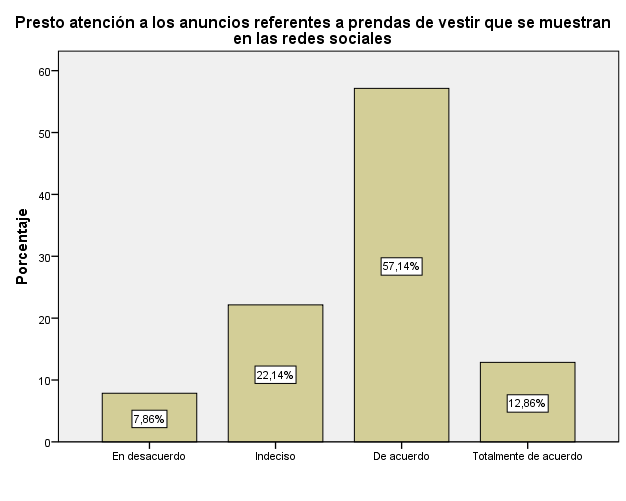 Presto atención a los anuncios referentes a prendas de vestir que se muestran
en las redes sociales
Porcentaje
60
50
40
30
20
10
0
7,86%
22,14%
57,14%
12,86%
En desacuerdo
Indeciso
De acuerdo
Totalmente de acuerdo